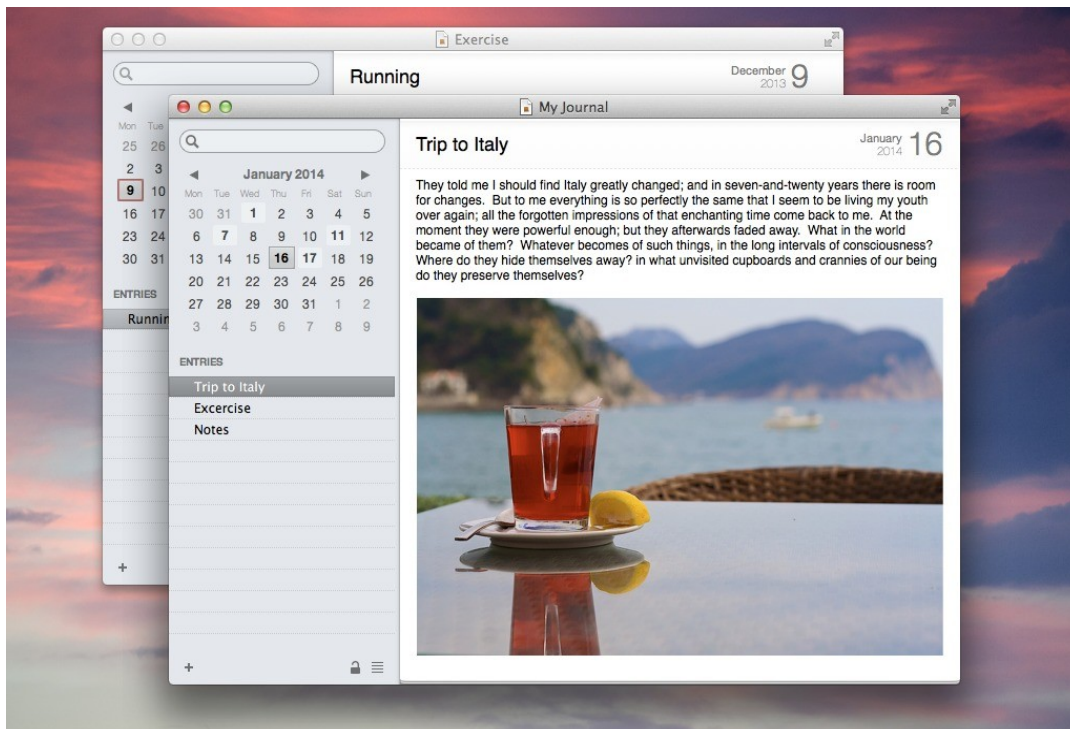 Exercise
Running
December
2013
9
Mon Tue
25 26
2 3
9 10
16 17
23 24
30 31
ENTRIES
Runnin
+
My Journal
January 2014
Mon Tue Wed Thu Fri Sat Sun
30 31 1 2 3 4 5
6 7 8 9 10 11 12
13 14 15 16 17 18 19
20 21 22 23 24 25 26
27 28 29 30 31 1 2
3 4 5 6 7 8 9
ENTRIES
Trip to Italy
Excercise
Notes
+
Trip to Italy
January
2014
16
They told me I should find Italy greatly changed; and in seven-and-twenty years there is room
for changes.  But to me everything is so perfectly the same that I seem to be living my youth
over again; all the forgotten impressions of that enchanting time come back to me.  At the
moment they were powerful enough; but they afterwards faded away.  What in the world
became of them?  Whatever becomes of such things, in the long intervals of consciousness?
Where do they hide themselves away? in what unvisited cupboards and crannies of our being
do they preserve themselves?